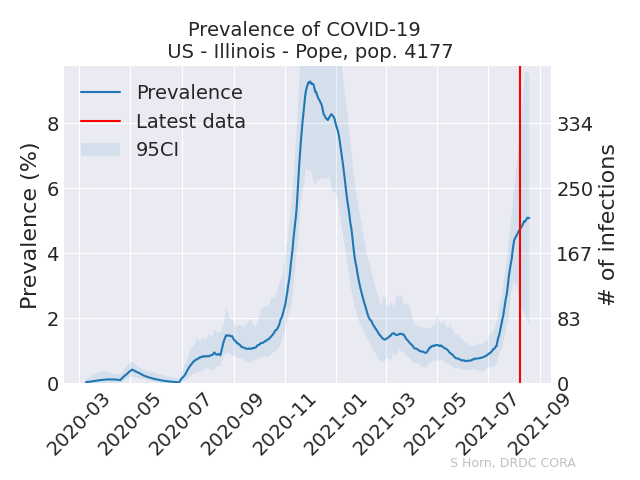 Prevalence of COVID-19
US - Illinois - Pope, pop. 4177
Prevalence
Latest data
95CI
Prevalence (%)
8
6
4
2
0
334
250
167
83
0
# of infections
2020-03
2020-05
2020-07
2020-09
2020-11
2021-01
2021-03
2021-05
2021-07
2021-09
S Horn, DRDC CORA